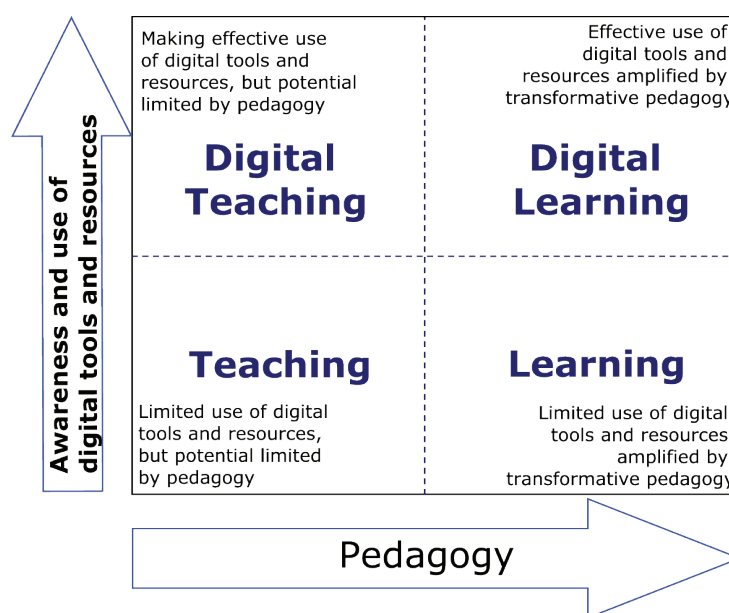 Making effective use
of digital tools and
resources, but potential
limited by pedagogy
Digital
Teaching
Effective use of
digital tools and
resources amplified by
transformative pedagogy
Digital
Learning
Awareness and use of
digital tools and resources
Teaching
Limited use of digital
tools and resources,
but potential limited
by pedagogy
Learning
Limited use of digital
tools and resources
amplified by
transformative pedagogy
Pedagogy